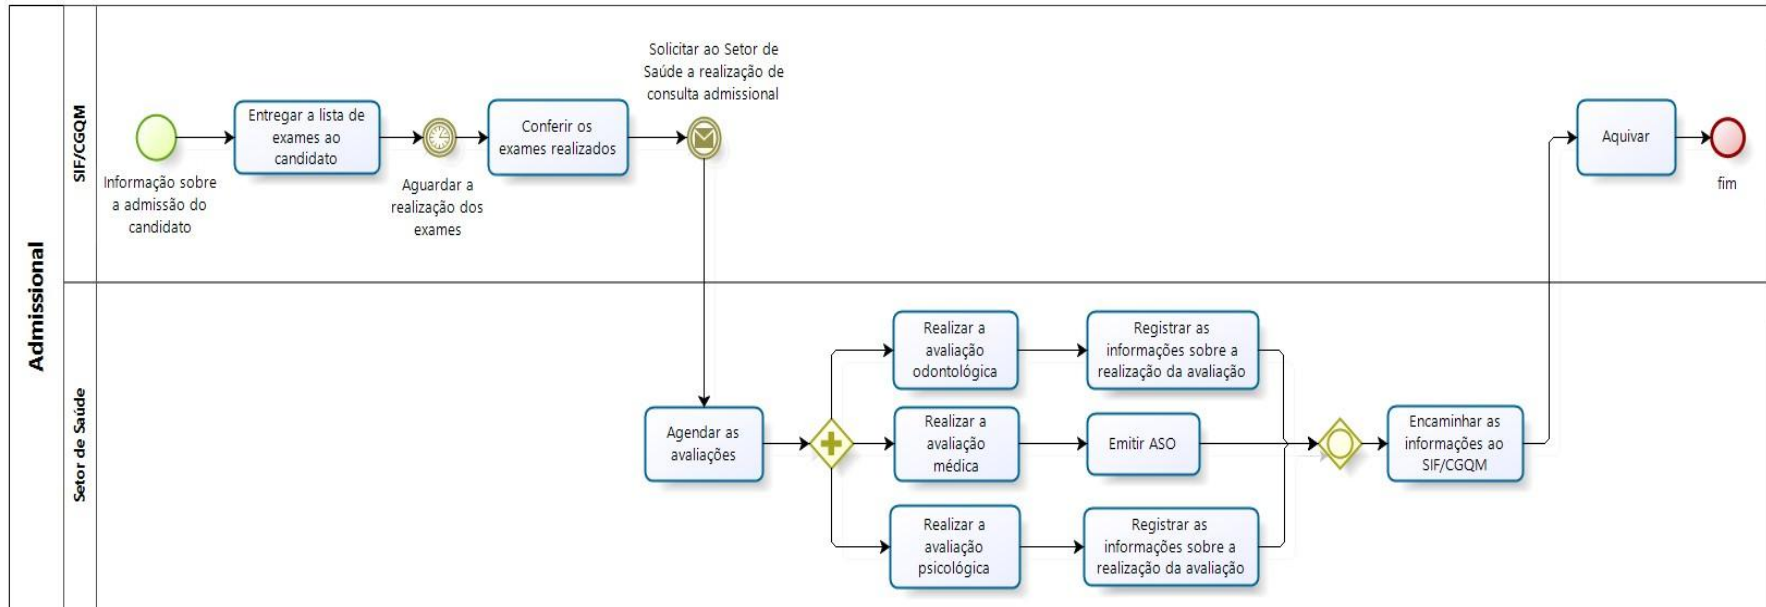 Admissional
SIF/CGQM
Informação sobre
a admissão do
candidato
Entregar a lista de
exames ao
candidato
Aguardar a
realização dos
exames
Conferir os
exames realizados
Solicitar ao Setor de
Saúde a realização de
consulta admissional
Aquivar
fim
Setor de Saúde
Agendar as
avaliações
Realizar a
avaliação
odontológica
Registrar as
informações sobre a
realização da avaliação
Realizar a
avaliação
médica
Emitir ASO
Realizar a
avaliação
psicológica
Registrar as
informações sobre a
realização da avaliação
Encaminhar as
informações ao
SIF/CGQM